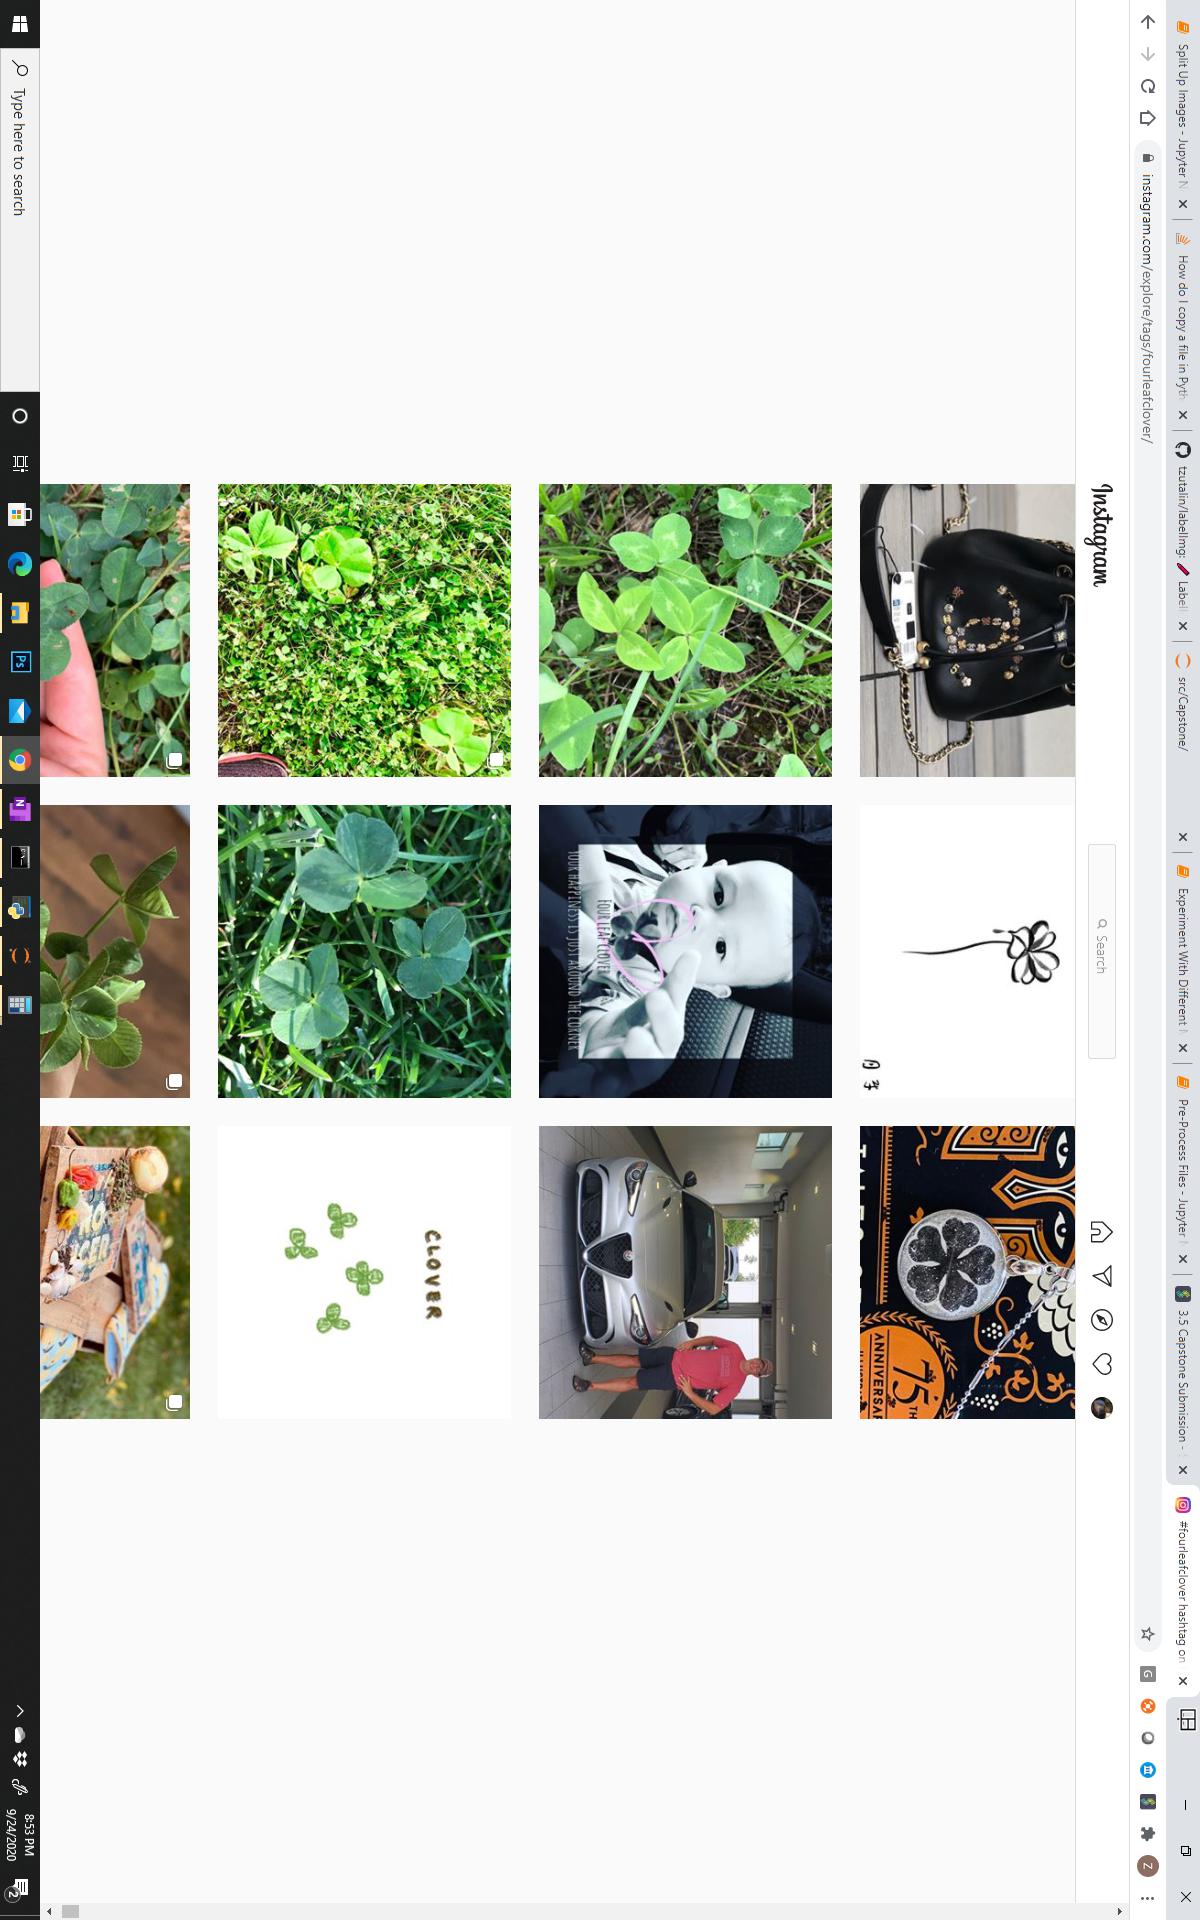 Split Up Images - Jupyter N
How do I copy a file in Pyth
tzutalin/labelImg: Label
src/Capstone/
Experiment With Different
Pre-Process Files - Jupyter
3.5 Capstone Submission -
#fourleafclover hashtag on
instagram.com/explore/tags/fourleafclover/
G
Z
Instagram
Search
75TH
ANNIVERSAR
FOUR LEAF CLOVER
YOUR HAPPINESS IS JUST AROUND THE CORNER
CLOVER
Type here to search
Ps
N
8:53 PM
9/24/2020
2